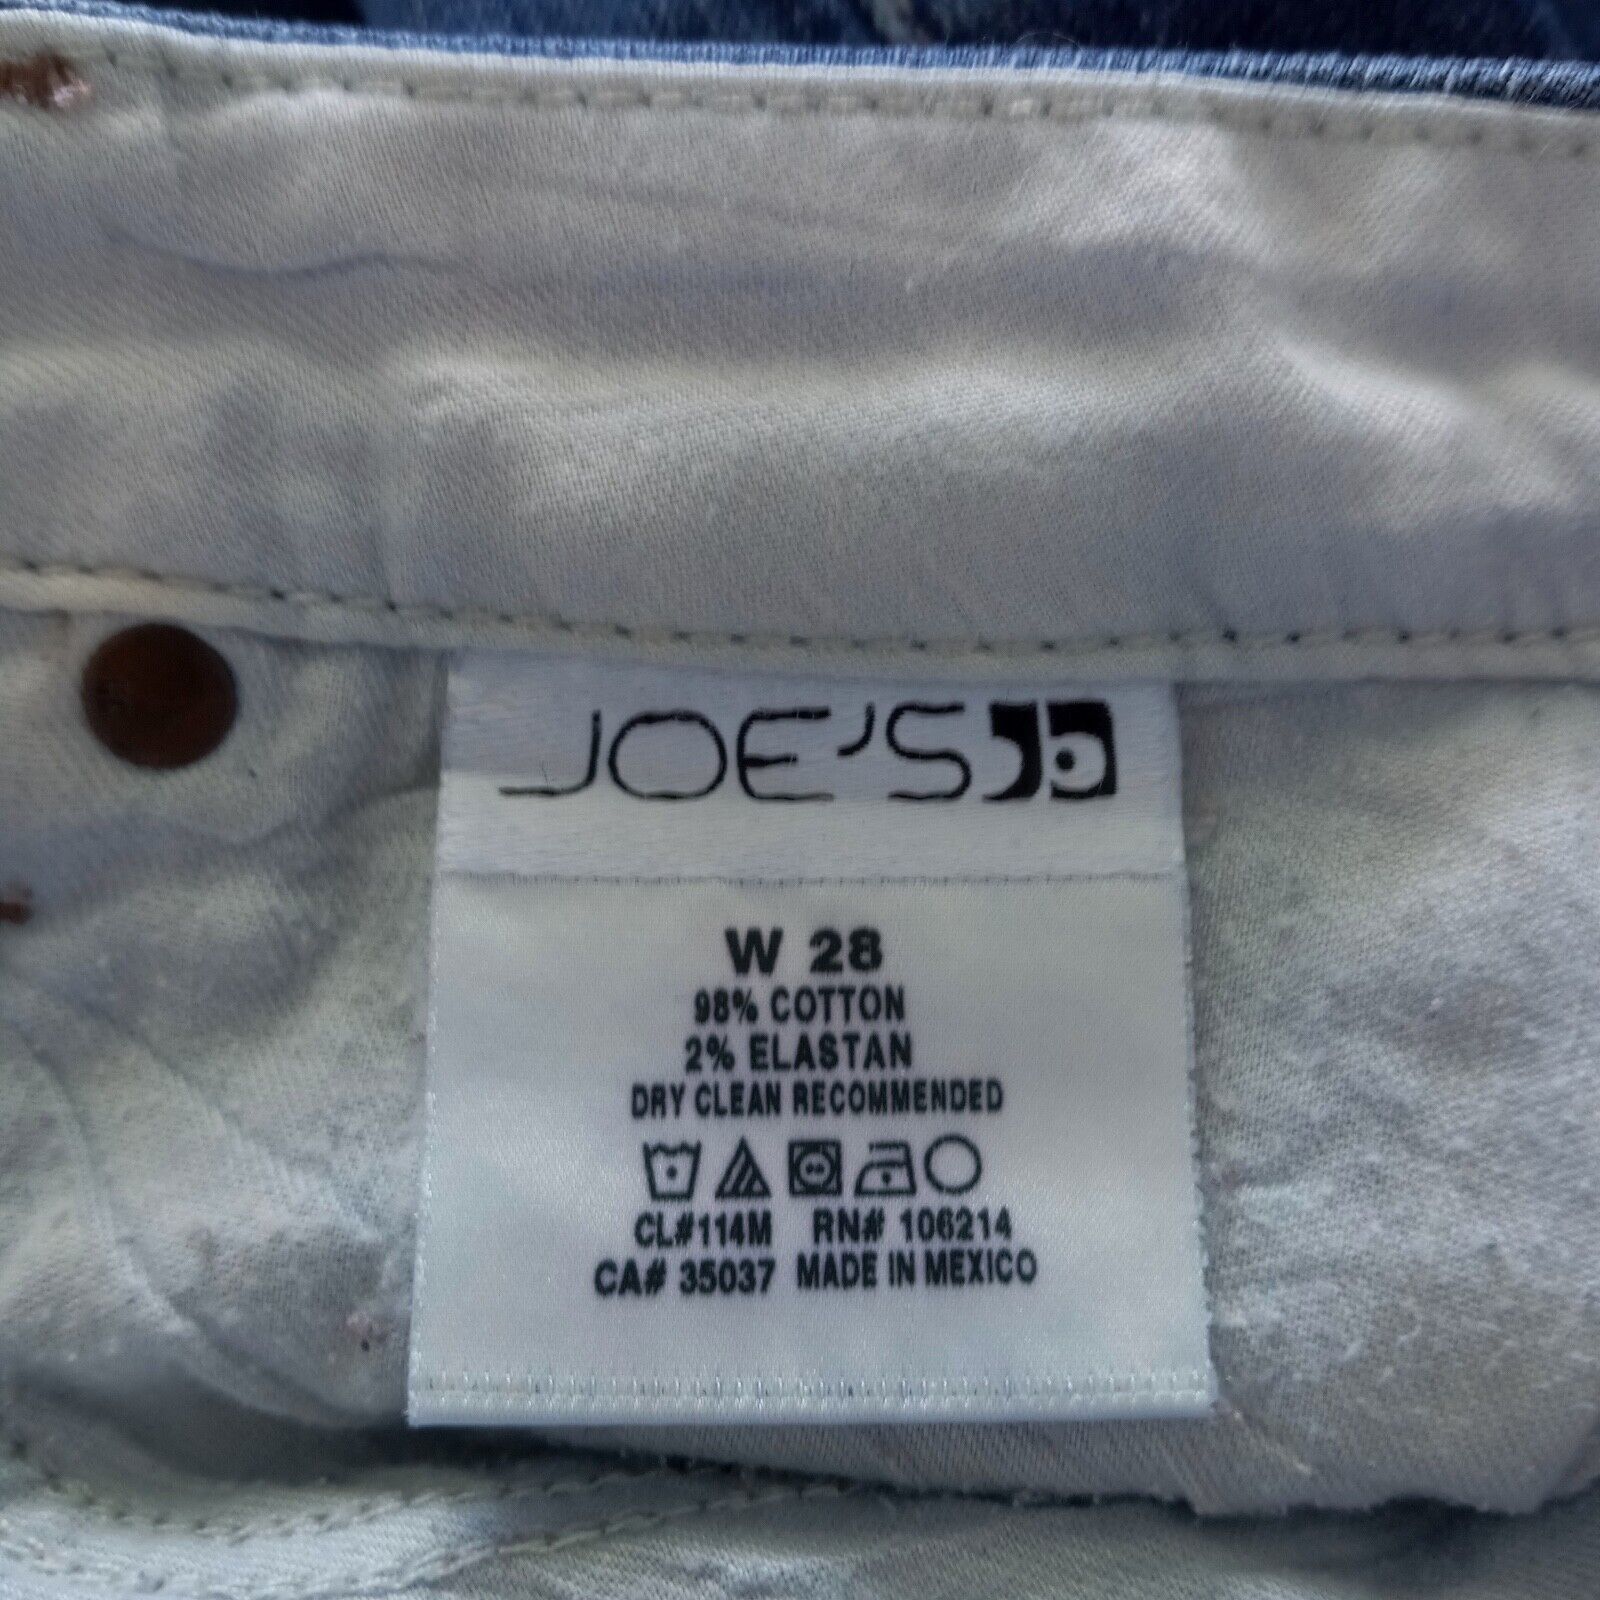 JOE'S
W 28
98% COTTON
2% ELASTAN
DRY CLEAN RECOMMENDED
CL#114M RN# 106214
CA# 35037 MADE IN MEXICO